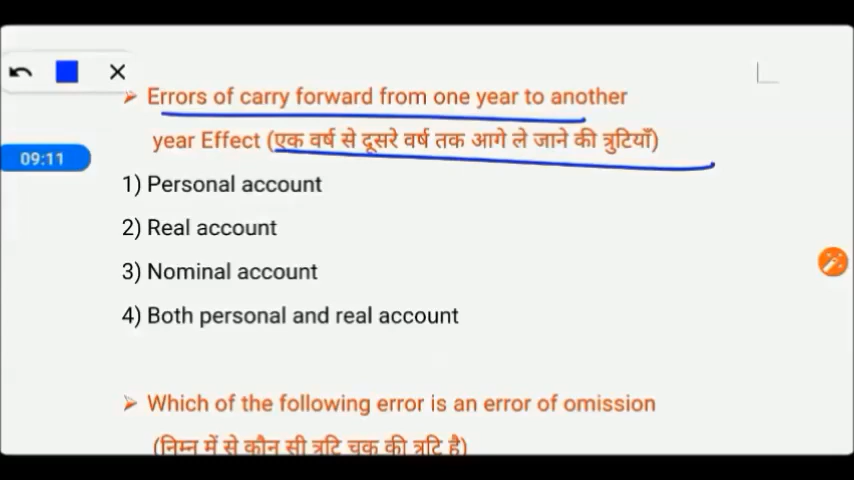 ➢ Errors of carry forward from one year to another
year Effect (एक वर्ष से दूसरे वर्ष तक आगे ले जाने की त्रुटियाँ)
09:11
1) Personal account
2) Real account
3) Nominal account
4) Both personal and real account
➢ Which of the following error is an error of omission
(निम्न में से कौन सी त्रुटि चूक की त्रुटि है)